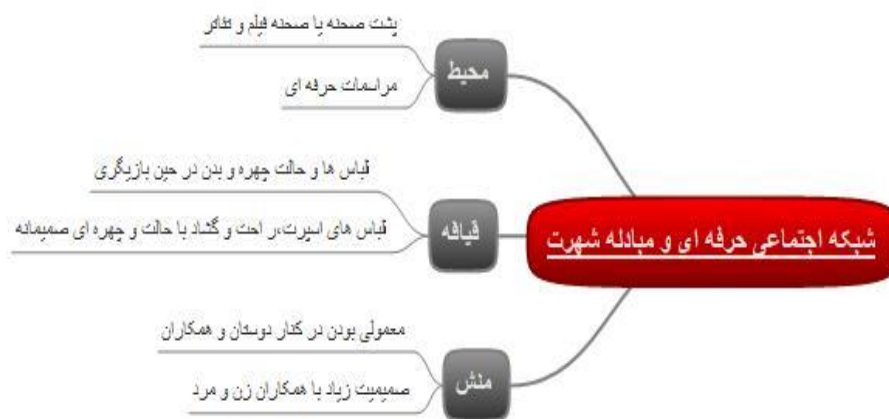 شبکه اجتماعی حرفه ای و مبادله شهرت
محیط
پشت صحنه یا صحنه فیلم و تئاتر
مراسمات حرفه ای
قیافه
لباس ها و حالت چهره و بدن در حین بازیگری
لباس های اسپرت،راحت و گشاد با حالت و چهره ای صمیمانه
منش
معمولی بودن در کنار دوستان و همکاران
صمیمیت زیاد با همکاران زن و مرد